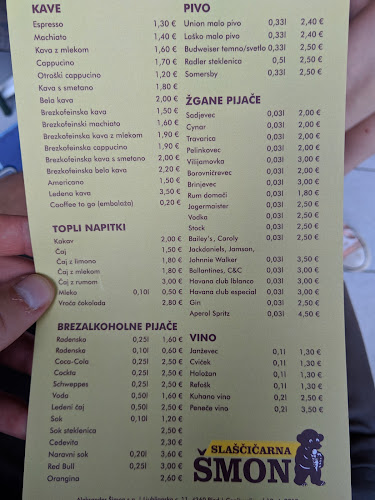 KAVE
Espresso 1,30 €
Machiato 1,40 €
Kava z mlekom 1,60 €
Cappucino 1,70 €
Otroški cappucino 1,20 €
Kava s smetano 1,80 €
Bela kava 2,00 €
Brezkofeinska kava 1,50 €
Brezkofeinski machiato 1,60 €
Brezkofeinska kava z mlekom 1,90 €
Brezkofeinska cappucino 1,90 €
Brezkofeinska kava s smetano 2,00 €
Brezkofeinska bela kava 2,20 €
Americano 1,50 €
Ledena kava 3,50 €
Cooffee to go (embalaža) 0,20 €
TOPLI NAPITKI
Kakav 2,00 €
Čaj 1,50 €
Čaj z limono 1,80 €
Čaj z mlekom 1,80 €
Čaj z rumom 3,00 €
Mleko 0,10l 0,50 €
Vroča čokolada 2,80 €
BREZALKOHOLNE PIJAČE
Radenska 0,25l 1,60 €
Radenska 0,10l 0,60 €
Coca-Cola 0,25l 2,50 €
Cockta 0,25l 2,50 €
Schweppes 0,25l 2,50 €
Voda 0,50l 1,60 €
Ledeni čaj 0,50l 2,50 €
Sok 0,10l 1,20 €
Sok steklenica 2,50 €
Cedevita 2,30 €
Naravni sok 0,20l 3,60 €
Red Bull 0,25l 3,00 €
Orangina 2,60 €
PIVO
Union malo pivo 0,33l 2,40 €
Laško malo pivo 0,33l 2,40 €
Budweiser temno/svetlo 0,33l 2,50 €
Radler steklenica 0,5l 2,50 €
Somersby 0,33l 2,50 €
ŽGANE PIJAČE
Sadjevec 0,03l 2,00 €
Cynar 0,03l 2,00 €
Travarica 0,03l 2,00 €
Pelinkovec 0,03l 2,00 €
Viljamovka 0,03l 3,00 €
Borovničevec 0,03l 2,00 €
Brinjevec 0,03l 3,00 €
Rum domači 0,03l 1,80 €
Jagermeister 0,03l 2,50 €
Vodka 0,03l 2,50 €
Stock 0,03l 2,50 €
Bailey's, Caroly 0,03l 2,50 €
Jackdaniels, Jamson,
Johnnie Walker 0,03l 3,50 €
Ballantines, C&C 0,03l 3,00 €
Havana club blanco 0,03l 3,00 €
Havana club especial 0,03l 3,00 €
Gin 0,03l 2,50 €
Aperol Spritz 0,03l 4,50 €
VINO
Janževec 0,1l 1,30 €
Cviček 0,1l 1,30 €
Haložan 0,1l 1,30 €
Refošk 0,1l 1,30 €
Kuhano vino 0,2l 2,50 €
Peneče vino 0,2l 3,50 €
SLAŠČIČARNA
ŠMON